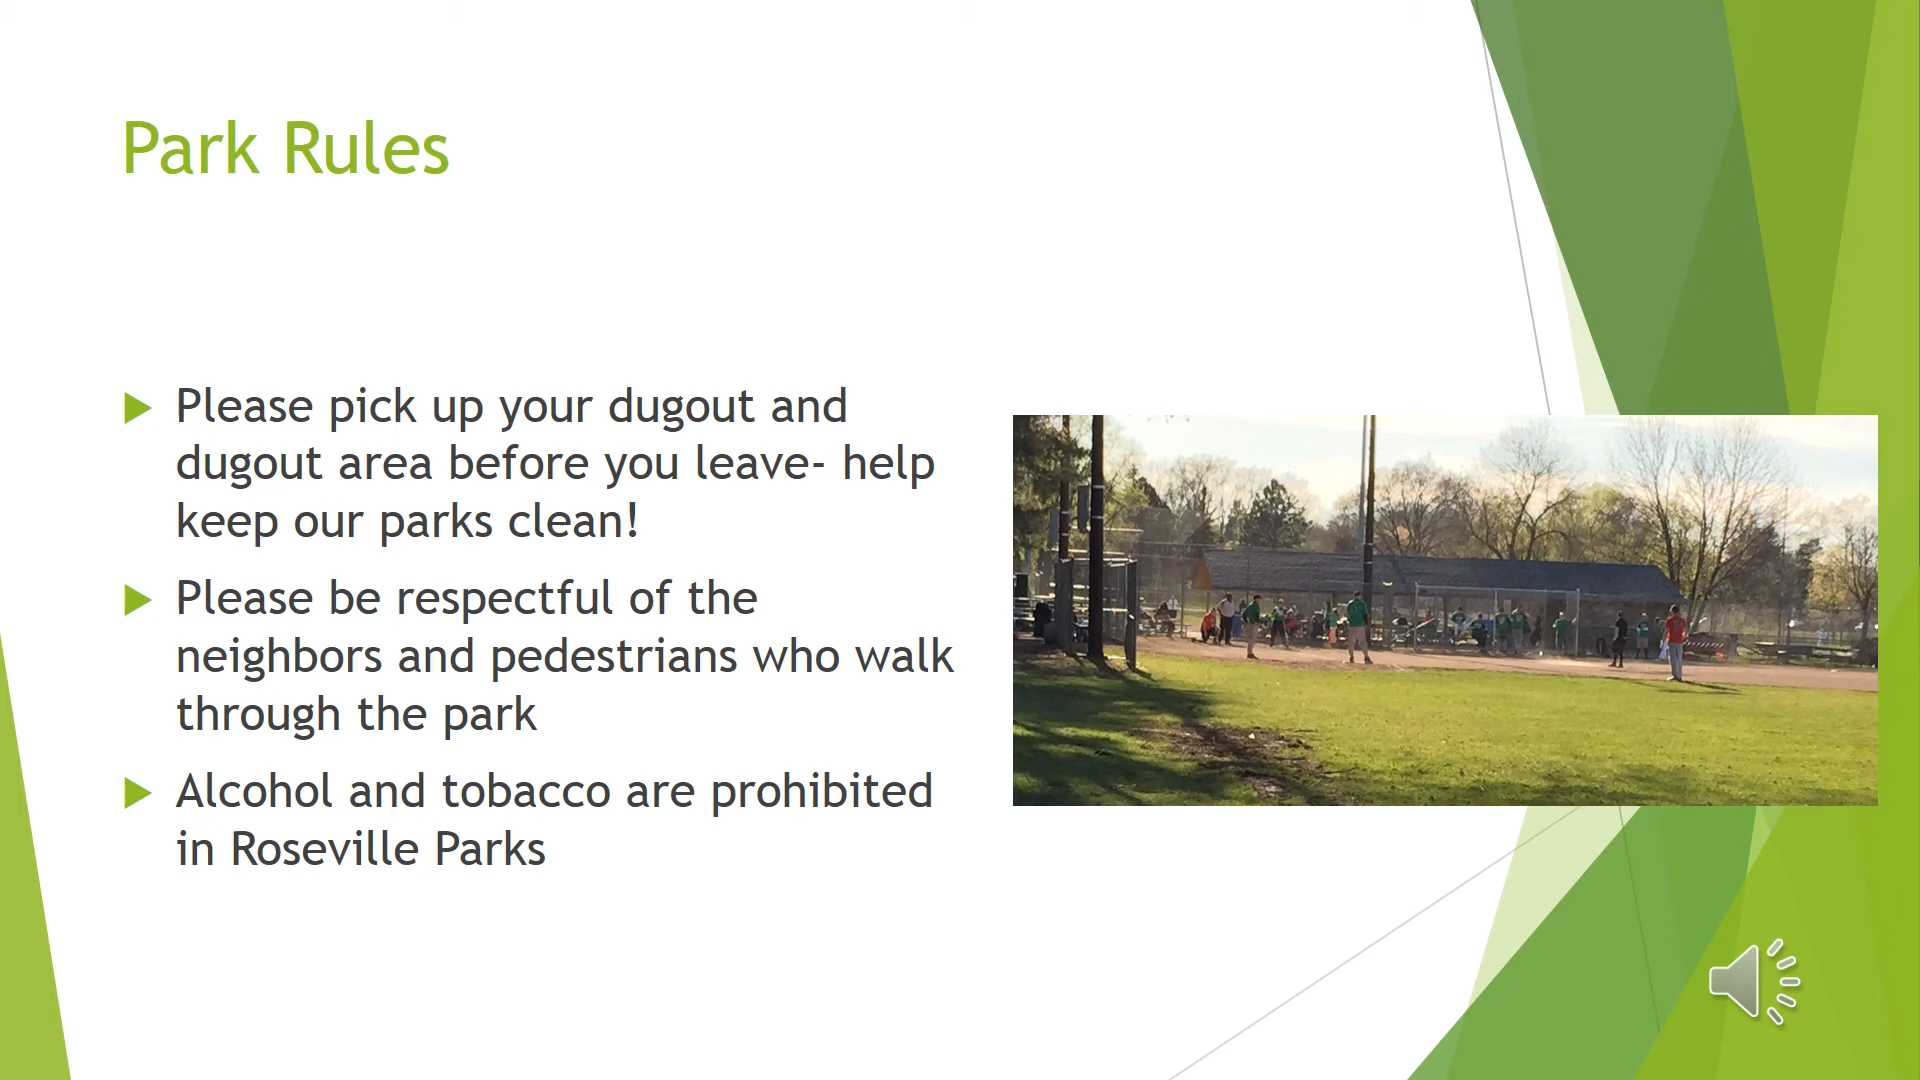 Park Rules
Please pick up your dugout and
dugout area before you leave- help
keep our parks clean!
Please be respectful of the
neighbors and pedestrians who walk
through the park
Alcohol and tobacco are prohibited
in Roseville Parks